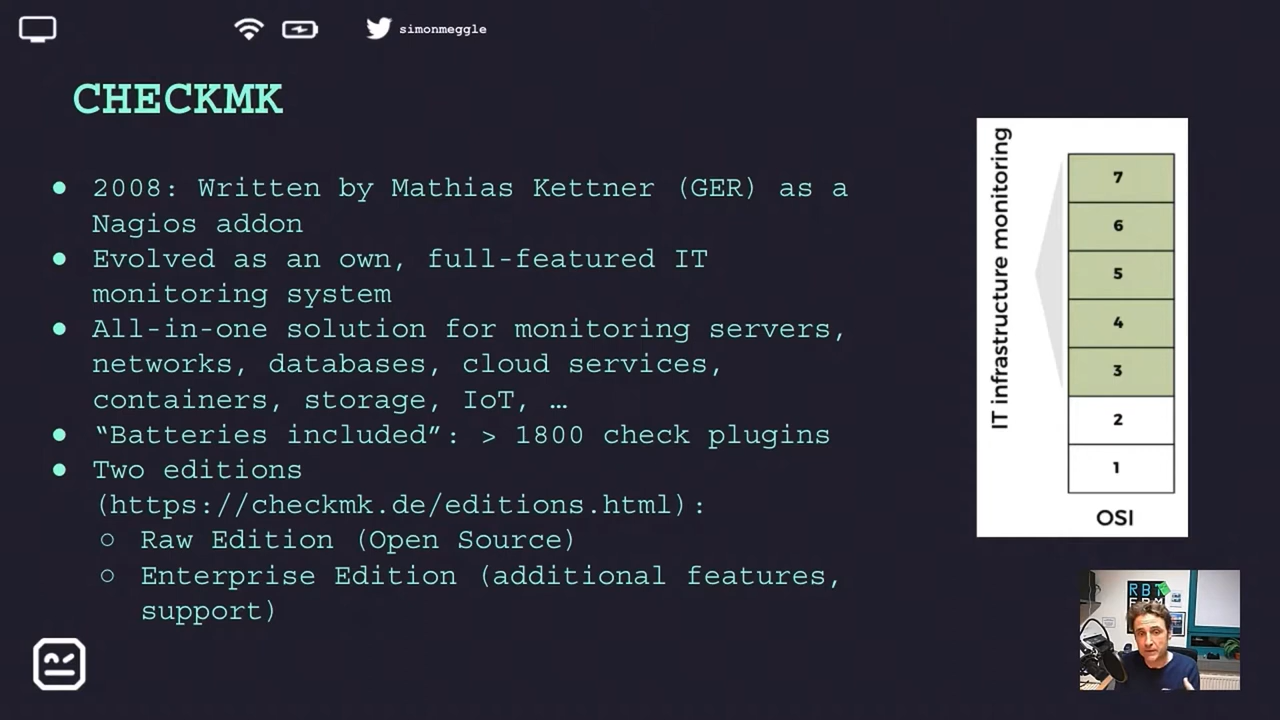 simonmeggle
CHECKMK
● 2008: Written by Mathias Kettner (GER) as a
Nagios addon
● Evolved as an own, full-featured IT
monitoring system
● All-in-one solution for monitoring servers,
networks, databases, cloud services,
containers, storage, IoT, …
● “Batteries included”: > 1800 check plugins
● Two editions
(https://checkmk.de/editions.html):
○ Raw Edition (Open Source)
○ Enterprise Edition (additional features,
support)
IT infrastructure monitoring
7
6
5
4
3
2
1
OSI
RBT